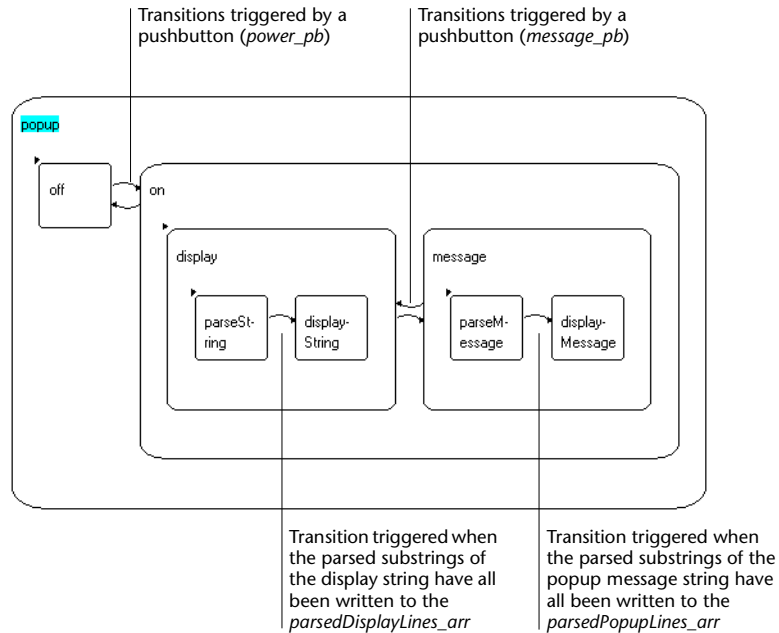 Transitions triggered by a
pushbutton (power_pb)
Transitions triggered by a
pushbutton (message_pb)
popup
off
on
display
message
parseSt-
ring
display-
String
parseM-
essage
display-
Message
Transition triggered when
the parsed substrings of
the display string have all
been written to the
parsedDisplayLines_arr
Transition triggered when
the parsed substrings of the
popup message string have
all been written to the
parsedPopupLines_arr